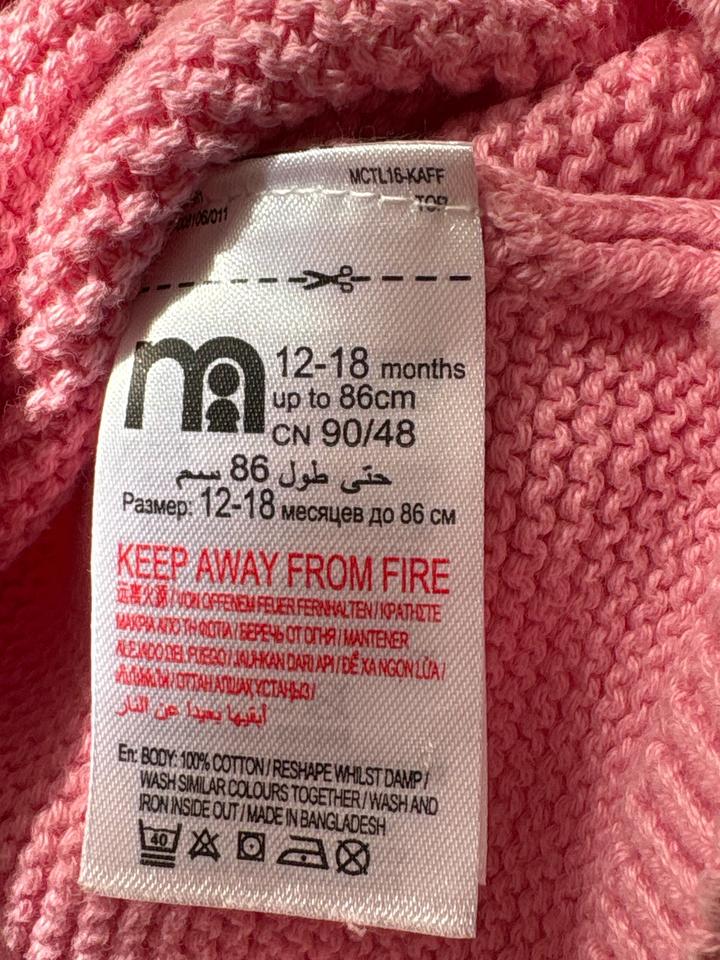 MCTL16-KAFF
TOP
12-18 months
up to 86cm
CN 90/48
حتى طول 86 سم
Размер: 12-18 месяцев до 86 см
KEEP AWAY FROM FIRE
远离火源 / VON OFFENEM FEUER FERNHALTEN / ΚΡΑΤΗΣΤΕ
ΜΑΚΡΙΑ ΑΠΟ ΤΗ ΦΩΤΙΑ / БЕРЕЧЬ ОТ ОГНЯ / MANTENER
ALEJADO DEL FUEGO / JAUHKAN DARI API / ĐỂ XA NGỌN LỬA /
ОТТАН АЛШАҚ ҰСТАҢЫЗ /
أبقيها بعيدا عن النار
En: BODY: 100% COTTON / RESHAPE WHILST DAMP /
WASH SIMILAR COLOURS TOGETHER / WASH AND
IRON INSIDE OUT / MADE IN BANGLADESH
40